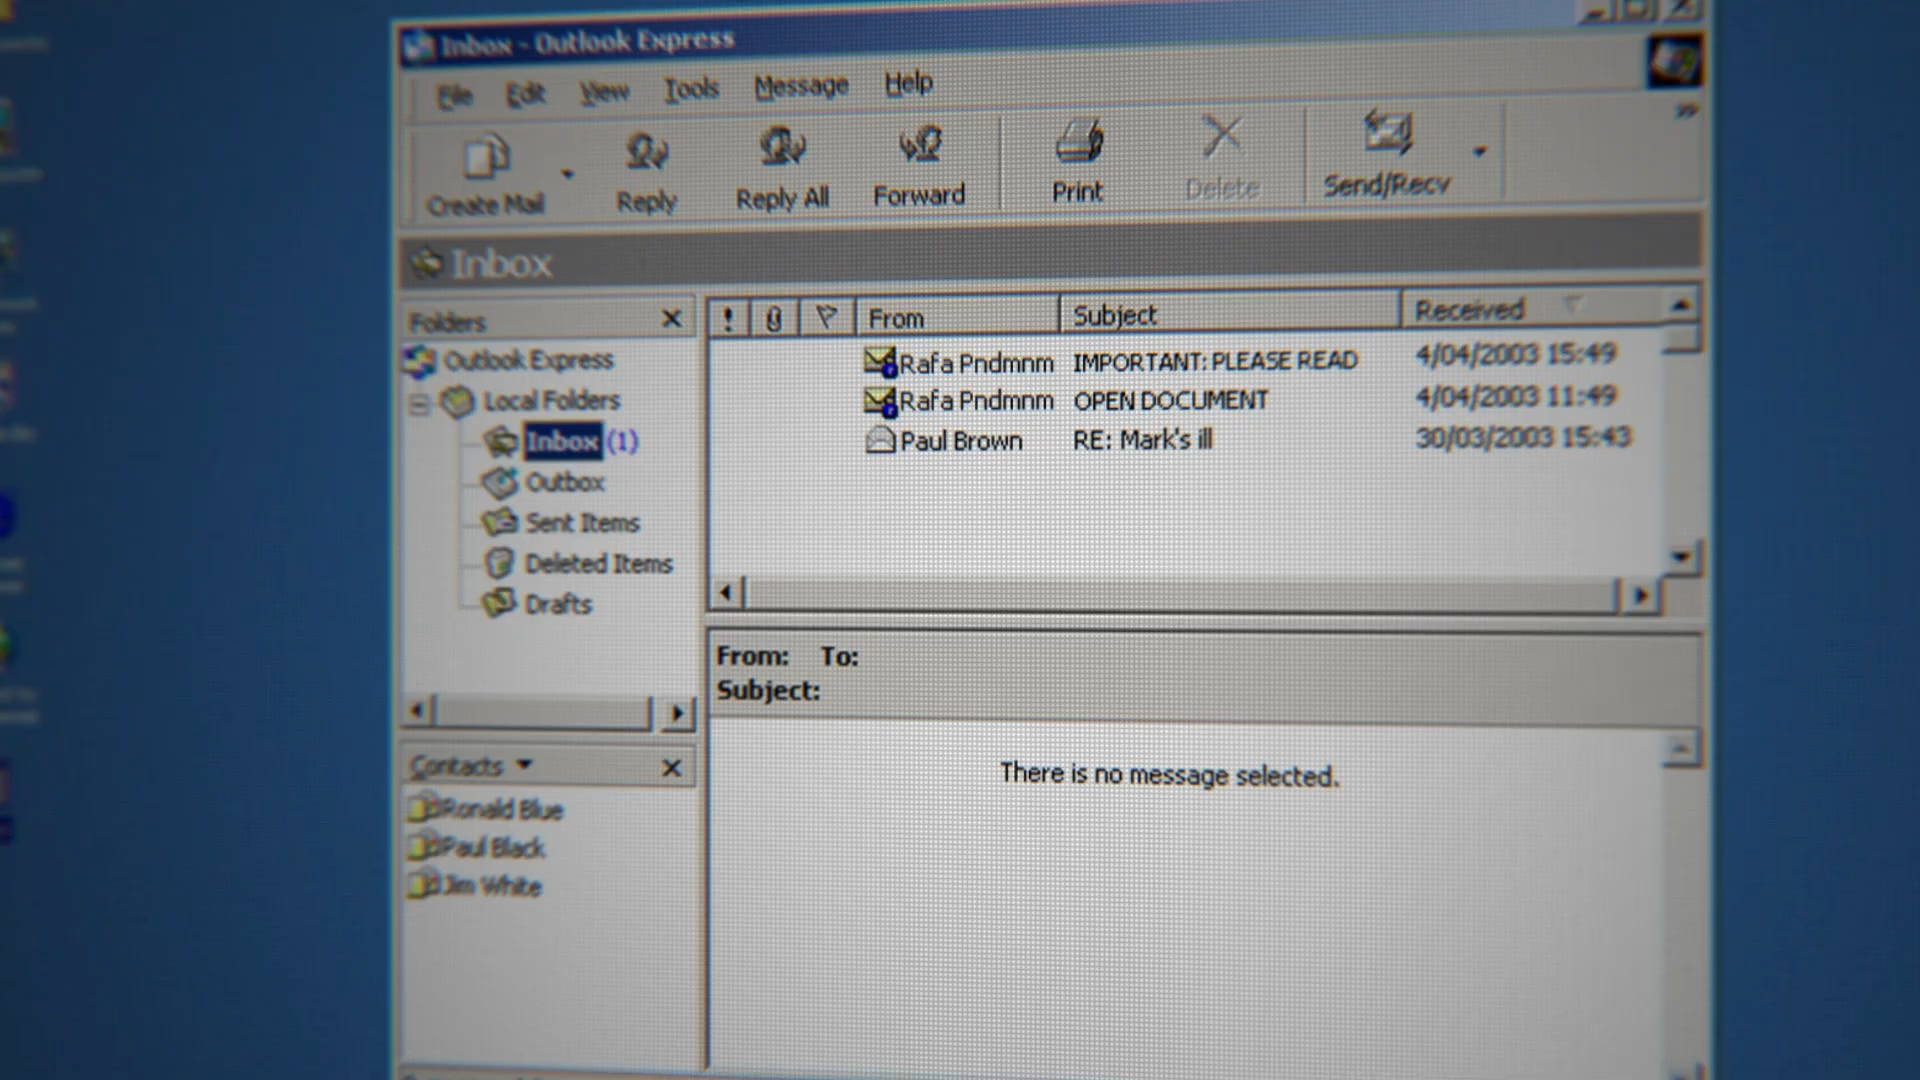 Inbox - Outlook Express
File Edit View Tools Message Help
Create Mail Reply Reply All Forward Print Delete Send/Recv
Inbox
Folders
Outlook Express
Local Folders
Inbox (1)
Outbox
Sent Items
Deleted Items
Drafts
! From Subject Received
Rafa Pndmnm IMPORTANT: PLEASE READ 4/04/2003 15:49
Rafa Pndmnm OPEN DOCUMENT 4/04/2003 11:49
Paul Brown RE: Mark's ill 30/03/2003 15:43
From: To:
Subject:
There is no message selected.
Contacts
Ronald Blue
Paul Black
Jim White